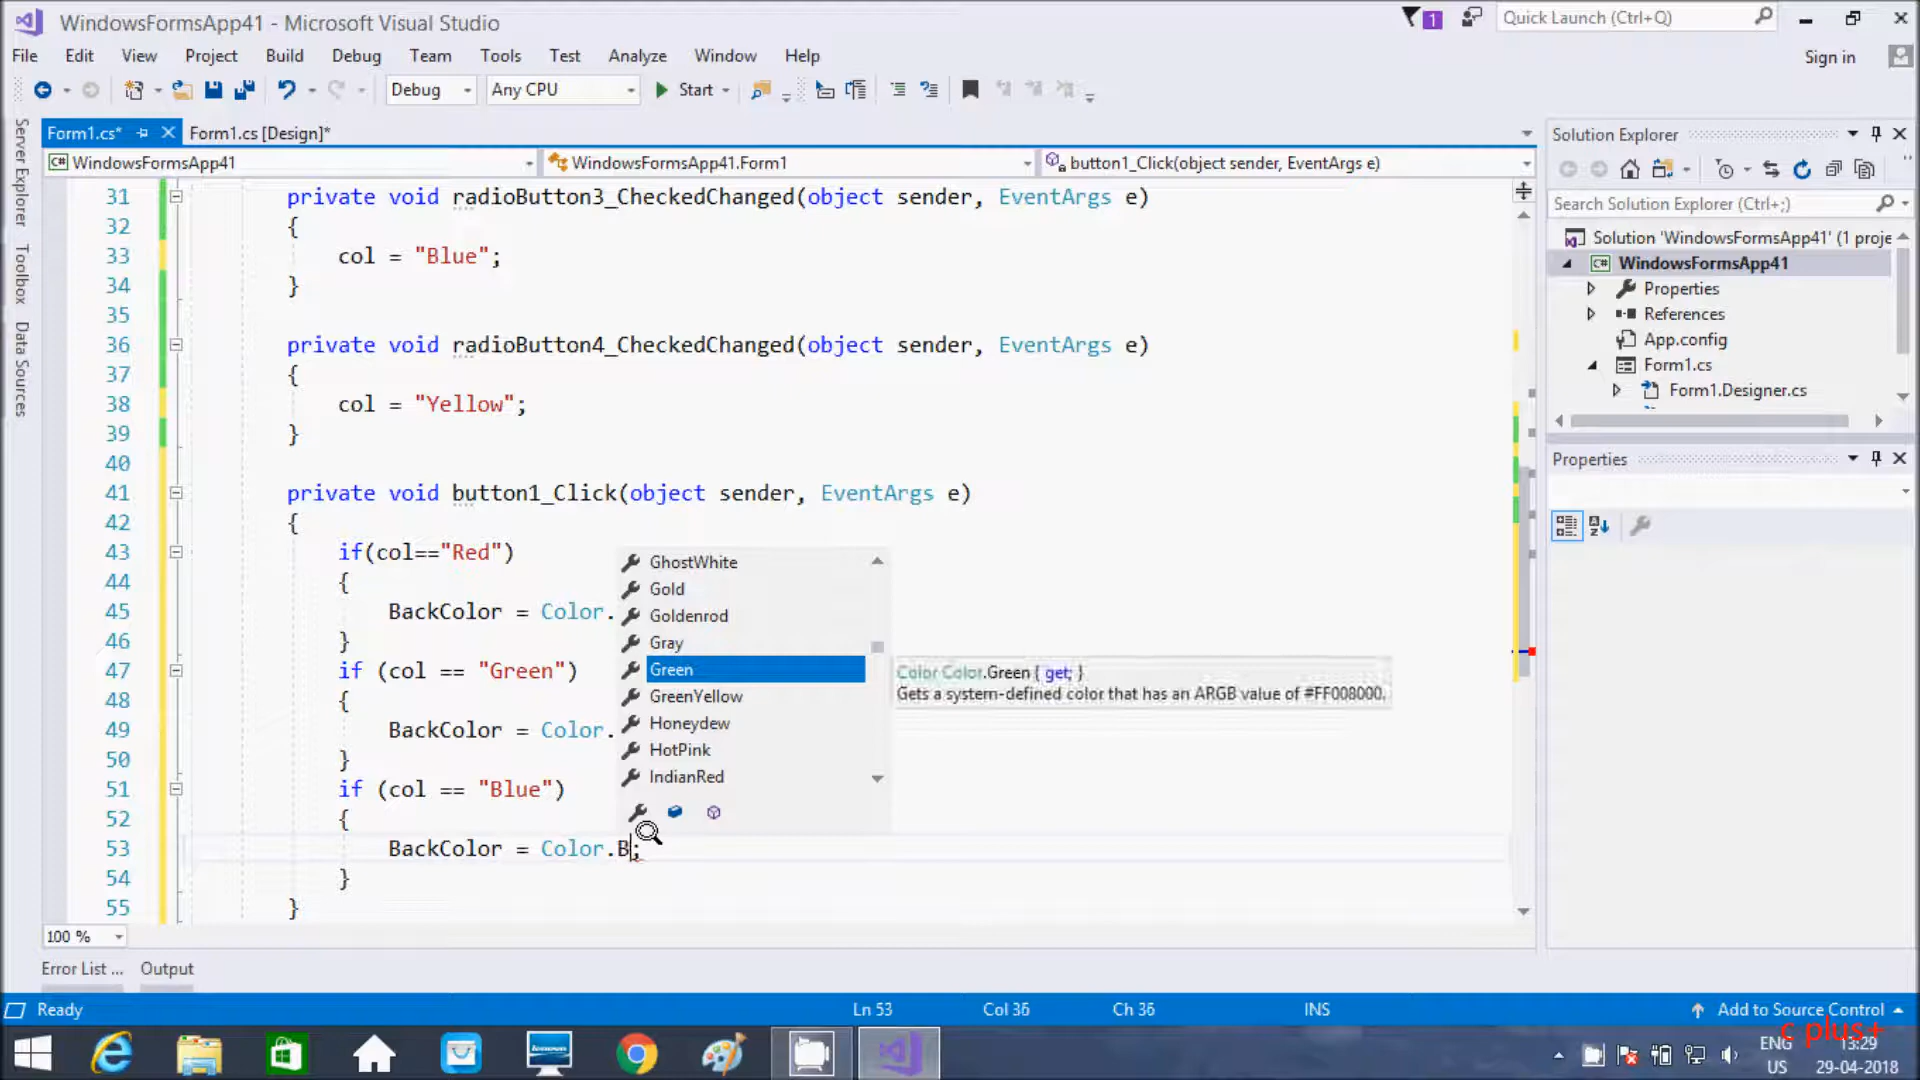 WindowsFormsApp41 - Microsoft Visual Studio
1
Quick Launch (Ctrl+Q)
File Edit View Project Build Debug Team Tools Test Analyze Window Help
Sign in
Debug Any CPU Start
Server Explorer
Toolbox
Data Sources
Form1.cs* Form1.cs [Design]*
C# WindowsFormsApp41 WindowsFormsApp41.Form1 button1_Click(object sender, EventArgs e)
31 private void radioButton3_CheckedChanged(object sender, EventArgs e)
32 {
33 col = "Blue";
34 }
35
36 private void radioButton4_CheckedChanged(object sender, EventArgs e)
37 {
38 col = "Yellow";
39 }
40
41 private void button1_Click(object sender, EventArgs e)
42 {
43 if(col=="Red")
44 {
45 BackColor = Color.
46 }
47 if (col == "Green")
48 {
49 BackColor = Color.
50 }
51 if (col == "Blue")
52 {
53 BackColor = Color.B;
54 }
55 }
GhostWhite
Gold
Goldenrod
Gray
Green
GreenYellow
Honeydew
HotPink
IndianRed
Color Color.Green { get; }
Gets a system-defined color that has an ARGB value of #FF008000.
100 %
Error List ... Output
Solution Explorer
Search Solution Explorer (Ctrl+;)
Solution 'WindowsFormsApp41' (1 proje
C# WindowsFormsApp41
Properties
References
App.config
Form1.cs
Form1.Designer.cs
Properties
Ready Ln 53 Col 36 Ch 36 INS Add to Source Control
c plus+
ENG
US
13:29
29-04-2018